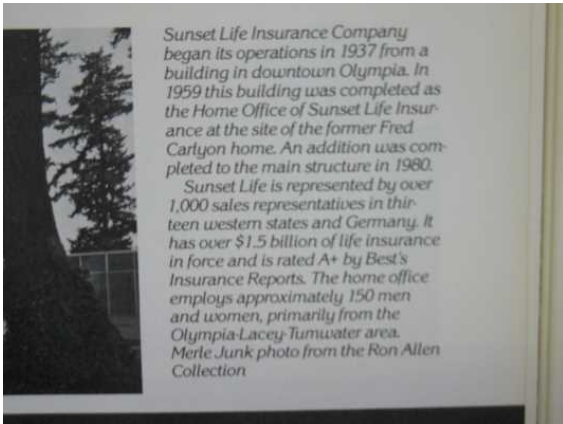 Sunset Life Insurance Company
began its operations in 1937 from a
building in downtown Olympia. In
1959 this building was completed as
the Home Office of Sunset Life Insur-
ance at the site of the former Fred
Carlyon home. An addition was com-
pleted to the main structure in 1980.
Sunset Life is represented by over
1,000 sales representatives in thir-
teen western states and Germany. It
has over $1.5 billion of life insurance
in force and is rated A+ by Best's
Insurance Reports. The home office
employs approximately 150 men
and women, primarily from the
Olympia-Lacey-Tumwater area.
Merle Junk photo from the Ron Allen
Collection